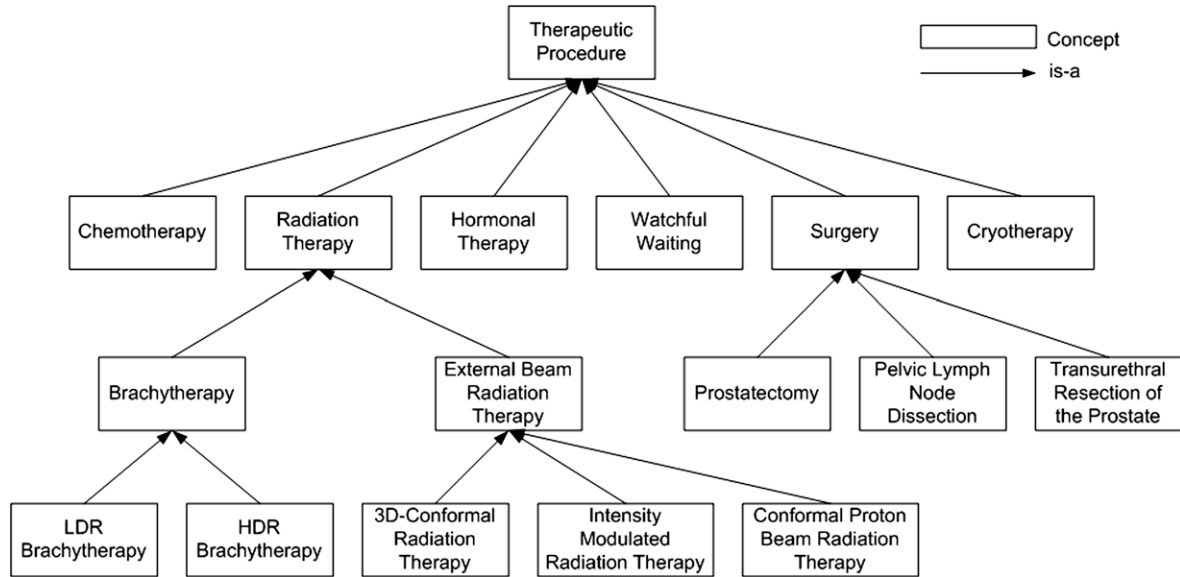 Therapeutic
Procedure
Concept
is-a
Chemotherapy
Radiation
Therapy
Hormonal
Therapy
Watchful
Waiting
Surgery
Cryotherapy
Brachytherapy
External Beam
Radiation
Therapy
Prostatectomy
Pelvic Lymph
Node
Dissection
Transurethral
Resection of
the Prostate
LDR
Brachytherapy
HDR
Brachytherapy
3D-Conformal
Radiation
Therapy
Intensity
Modulated
Radiation Therapy
Conformal Proton
Beam Radiation
Therapy